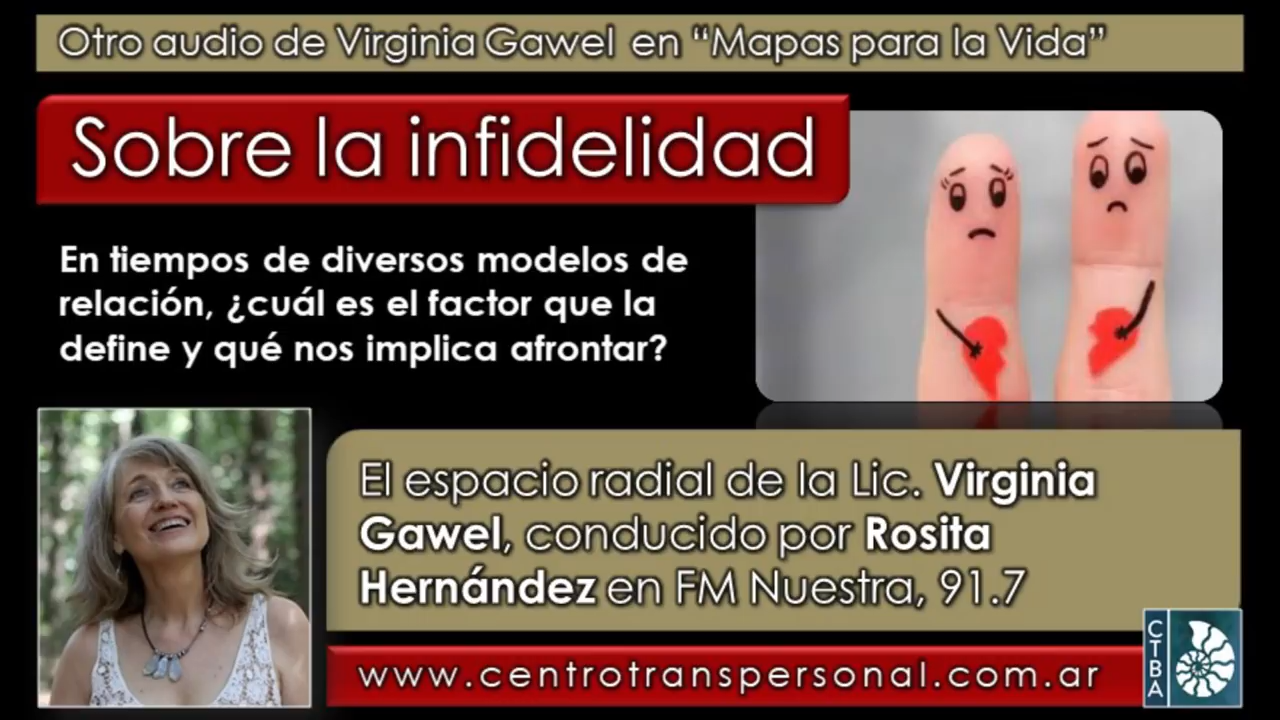 Otro audio de Virginia Gawel en “Mapas para la Vida”
Sobre la infidelidad
En tiempos de diversos modelos de
relación, ¿cuál es el factor que la
define y qué nos implica afrontar?
El espacio radial de la Lic. Virginia
Gawel, conducido por Rosita
Hernández en FM Nuestra, 91.7
www.centrotranspersonal.com.ar
CTBA